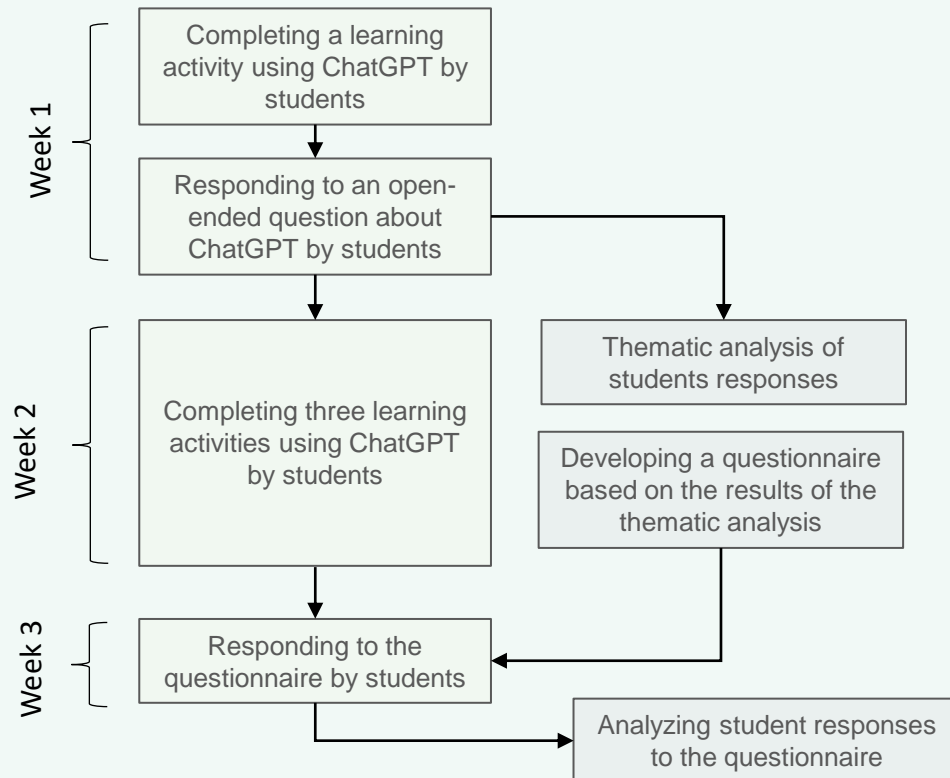 Week 1
Completing a learning
activity using ChatGPT by
students
Responding to an open-
ended question about
ChatGPT by students
Week 2
Completing three learning
activities using ChatGPT
by students
Thematic analysis of
students responses
Developing a questionnaire
based on the results of the
thematic analysis
Week 3
Responding to the
questionnaire by students
Analyzing student responses
to the questionnaire